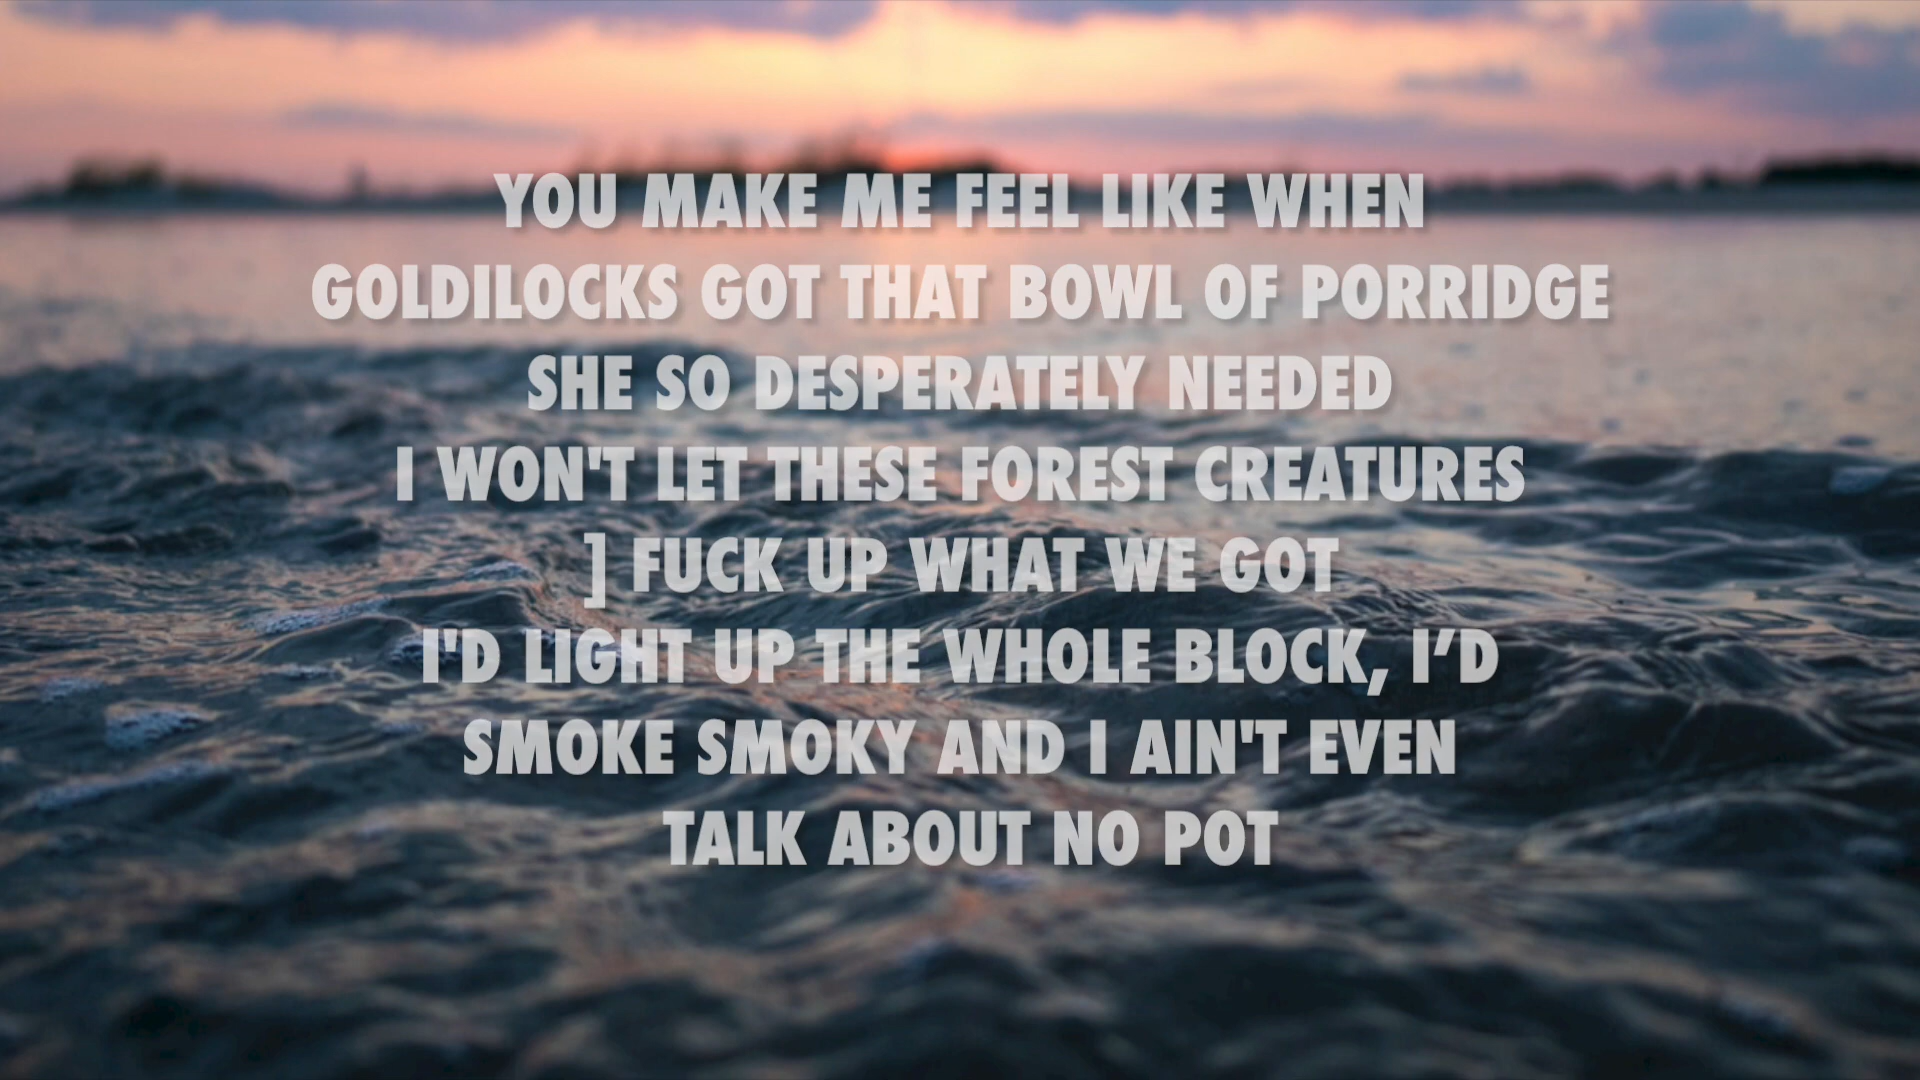 YOU MAKE ME FEEL LIKE WHEN
GOLDILOCKS GOT THAT BOWL OF PORRIDGE
SHE SO DESPERATELY NEEDED
I WON'T LET THESE FOREST CREATURES
] FUCK UP WHAT WE GOT
I'D LIGHT UP THE WHOLE BLOCK, I’D
SMOKE SMOKY AND I AIN'T EVEN
TALK ABOUT NO POT